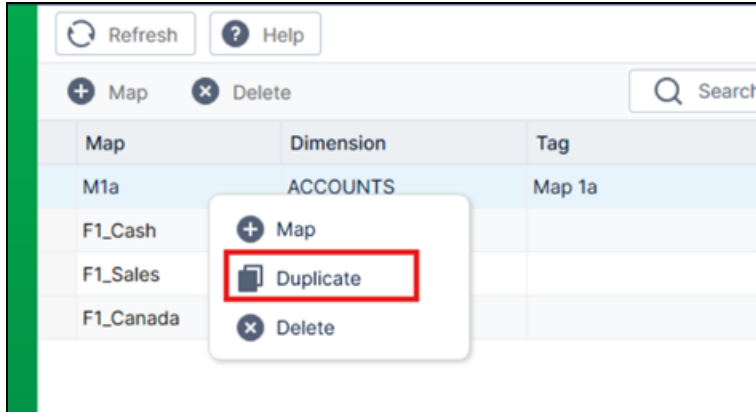 Refresh Help
Map Delete Search
Map Dimension Tag
M1a ACCOUNTS Map 1a
F1_Cash
Map
F1_Sales
Duplicate
F1_Canada
Delete